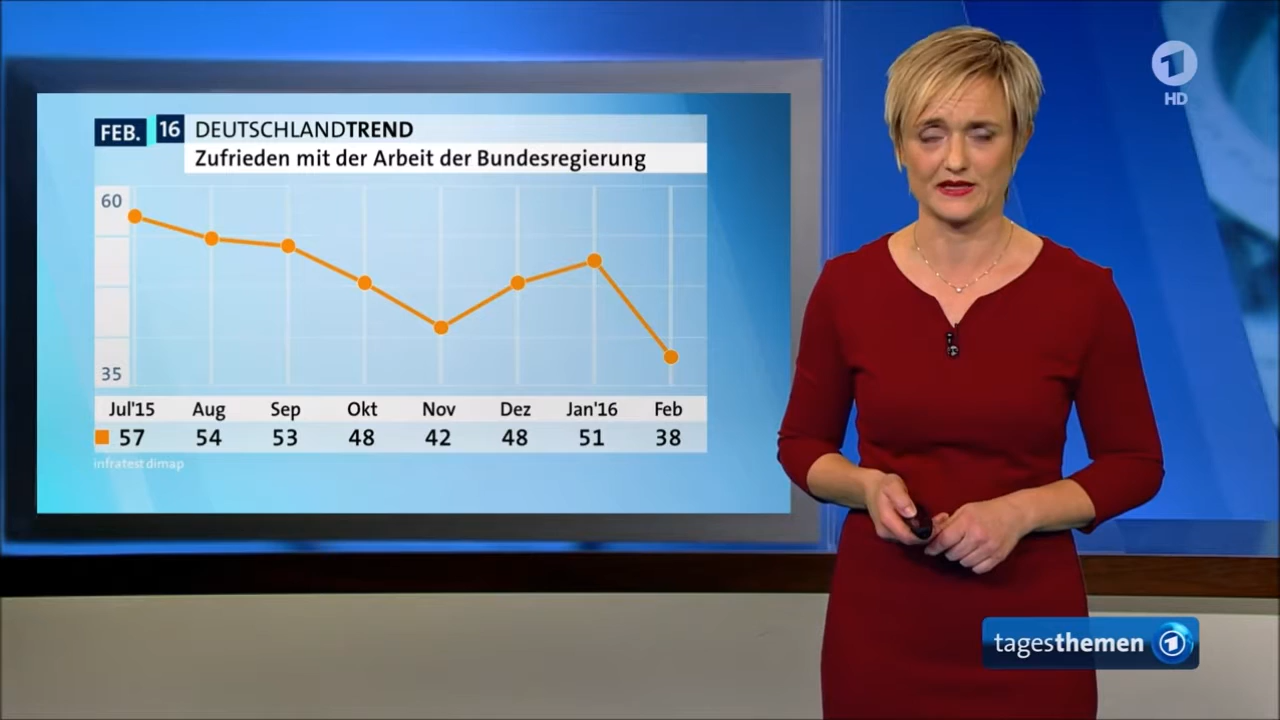 FEB. 16 DEUTSCHLANDTREND
Zufrieden mit der Arbeit der Bundesregierung
60
35
Jul'15 Aug Sep Okt Nov Dez Jan'16 Feb
57 54 53 48 42 48 51 38
infratest dimap
1
HD
tagesthemen 1